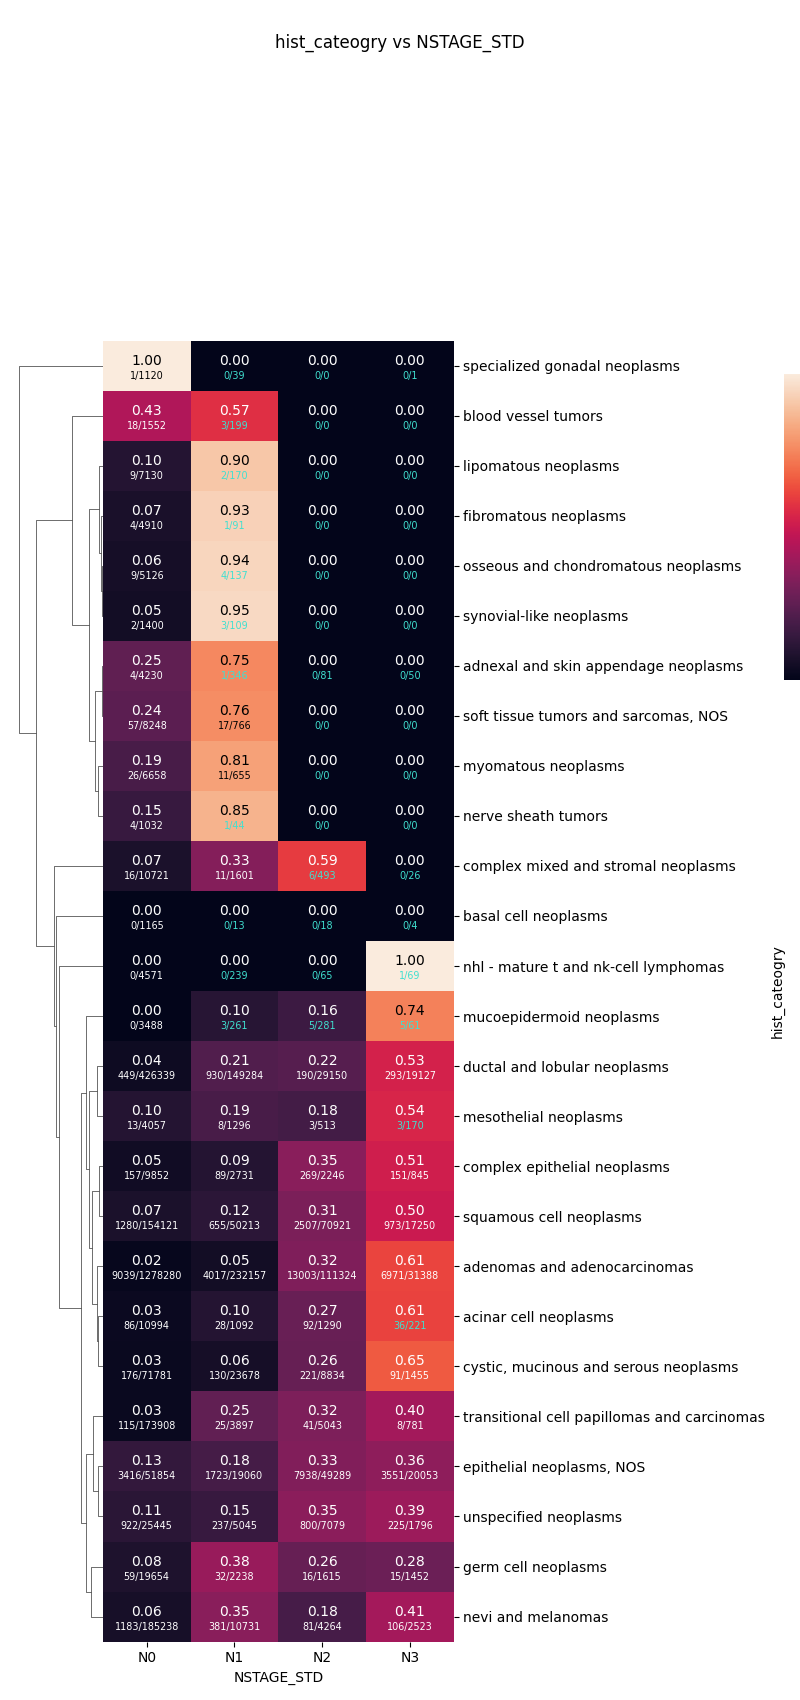 hist_cateogry vs NSTAGE_STD
1.00 0.00 0.00 0.00 specialized gonadal neoplasms
1/1120 0/39 0/0 0/1
0.43 0.57 0.00 0.00 blood vessel tumors
18/1552 3/199 0/0 0/0
0.10 0.90 0.00 0.00 lipomatous neoplasms
9/7130 2/170 0/0 0/0
0.07 0.93 0.00 0.00 fibromatous neoplasms
4/4910 1/91 0/0 0/0
0.06 0.94 0.00 0.00 osseous and chondromatous neoplasms
9/5126 4/137 0/0 0/0
0.05 0.95 0.00 0.00 synovial-like neoplasms
2/1400 3/109 0/0 0/0
0.25 0.75 0.00 0.00 adnexal and skin appendage neoplasms
4/4230 0/81 0/50
0.24 0.76 0.00 0.00 soft tissue tumors and sarcomas, NOS
57/8248 17/766 0/0 0/0
0.19 0.81 0.00 0.00 myomatous neoplasms
26/6658 11/655 0/0 0/0
0.15 0.85 0.00 0.00 nerve sheath tumors
4/1032 1/44 0/0 0/0
0.07 0.33 0.59 0.00 complex mixed and stromal neoplasms
16/10721 11/1601 6/493 0/26
0.00 0.00 0.00 0.00 basal cell neoplasms
0/1165 0/13 0/18 0/4
0.00 0.00 0.00 1.00 nhl - mature t and nk-cell lymphomas
0/4571 0/239 0/65 1/69
0.00 0.10 0.16 0.74 mucoepidermoid neoplasms
0/3488 3/261 5/281
0.04 0.21 0.22 0.53 ductal and lobular neoplasms
449/426339 930/149284 190/29150 293/19127
0.10 0.19 0.18 0.54 mesothelial neoplasms
13/4057 8/1296 3/513 3/170
0.05 0.09 0.35 0.51 complex epithelial neoplasms
157/9852 89/2731 269/2246 151/845
0.07 0.12 0.31 0.50 squamous cell neoplasms
1280/154121 655/50213 2507/70921 973/17250
0.02 0.05 0.32 0.61 adenomas and adenocarcinomas
9039/1278280 4017/232157 13003/111324 6971/31388
0.03 0.10 0.27 0.61 acinar cell neoplasms
86/10994 28/1092 92/1290 36/221
0.03 0.06 0.26 0.65 cystic, mucinous and serous neoplasms
176/71781 130/23678 221/8834 91/1455
0.03 0.25 0.32 0.40 transitional cell papillomas and carcinomas
115/173908 25/3897 41/5043 8/781
0.13 0.18 0.33 0.36 epithelial neoplasms, NOS
3416/51854 1723/19060 7938/49289 3551/20053
0.11 0.15 0.35 0.39 unspecified neoplasms
922/25445 237/5045 800/7079 225/1796
0.08 0.38 0.26 0.28 germ cell neoplasms
59/19654 32/2238 16/1615 15/1452
0.06 0.35 0.18 0.41 nevi and melanomas
1183/185238 381/10731 81/4264 106/2523
N0 N1 N2 N3
NSTAGE_STD
hist_cateogry